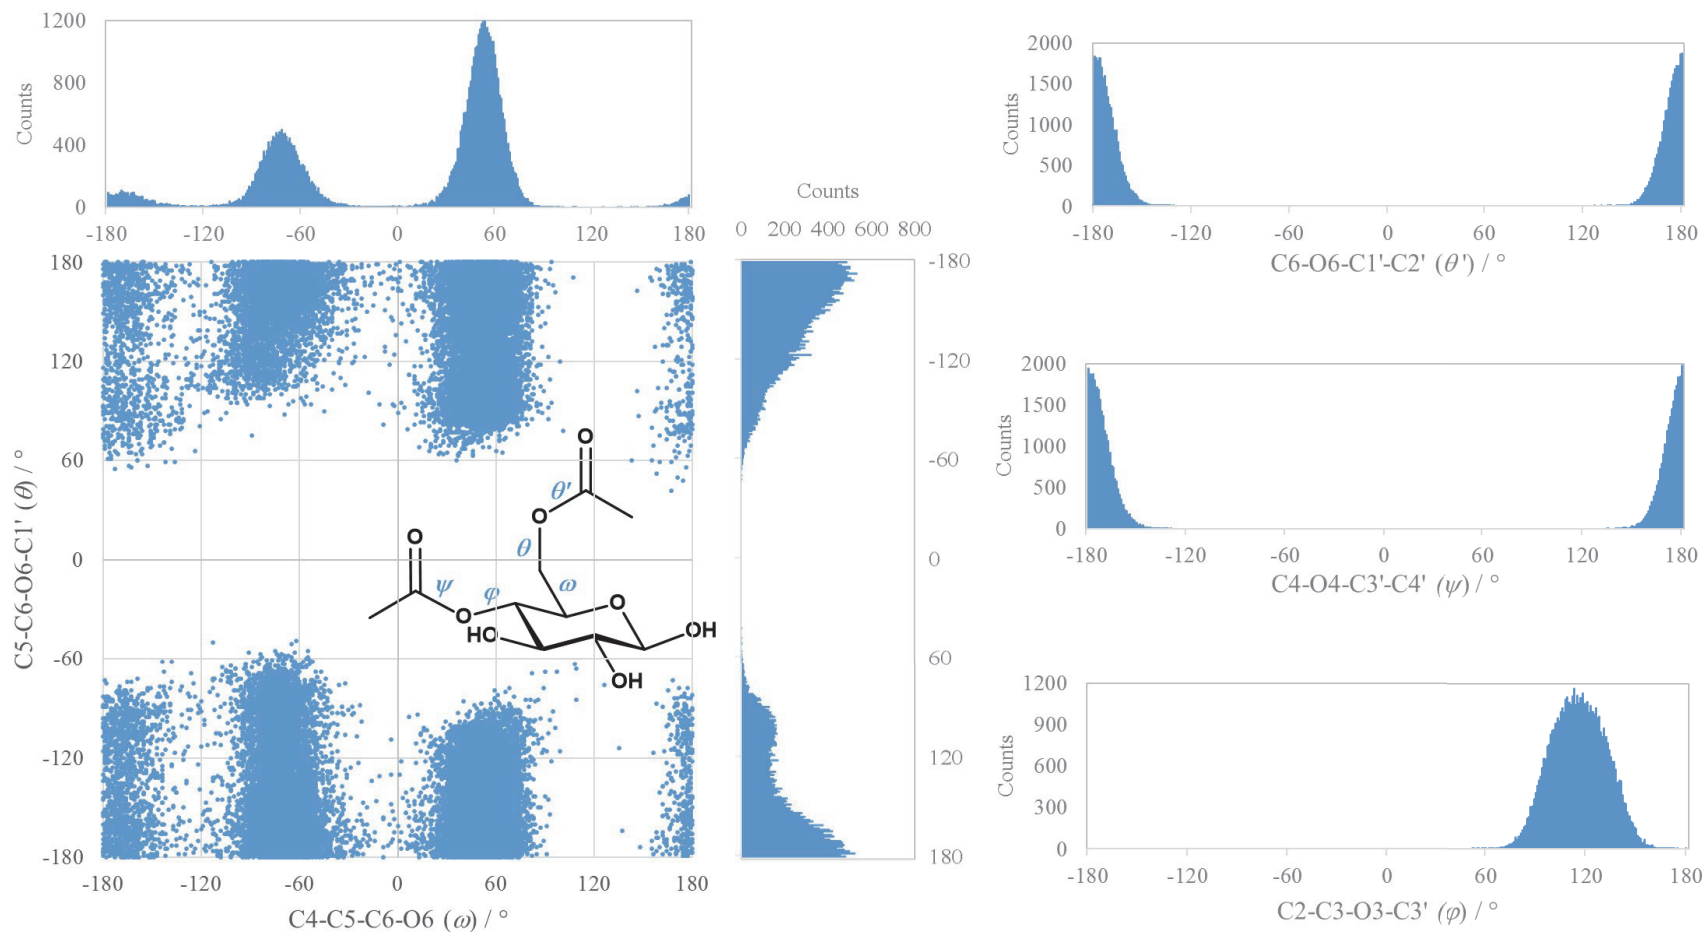 1200
800
400
0
Counts
-180 -120 -60 0 60 120 180
Counts
0 200 400 600 800
180
120
60
0
-60
-120
-180
C5-C6-O6-C1' (θ) / °
-180 -120 -60 0 60 120 180
C4-C5-C6-O6 (ω) / °
-180
-120
-60
0
60
120
180
O
θ'
O
O
θ
ψ
φ
ω
O
O
HO
OH
OH
2000
1500
1000
500
0
Counts
-180 -120 -60 0 60 120 180
C6-O6-C1'-C2' (θ') / °
2000
1500
1000
500
0
Counts
-180 -120 -60 0 60 120 180
C4-O4-C3'-C4' (ψ) / °
1200
900
600
300
0
Counts
-180 -120 -60 0 60 120 180
C2-C3-O3-C3' (φ) / °